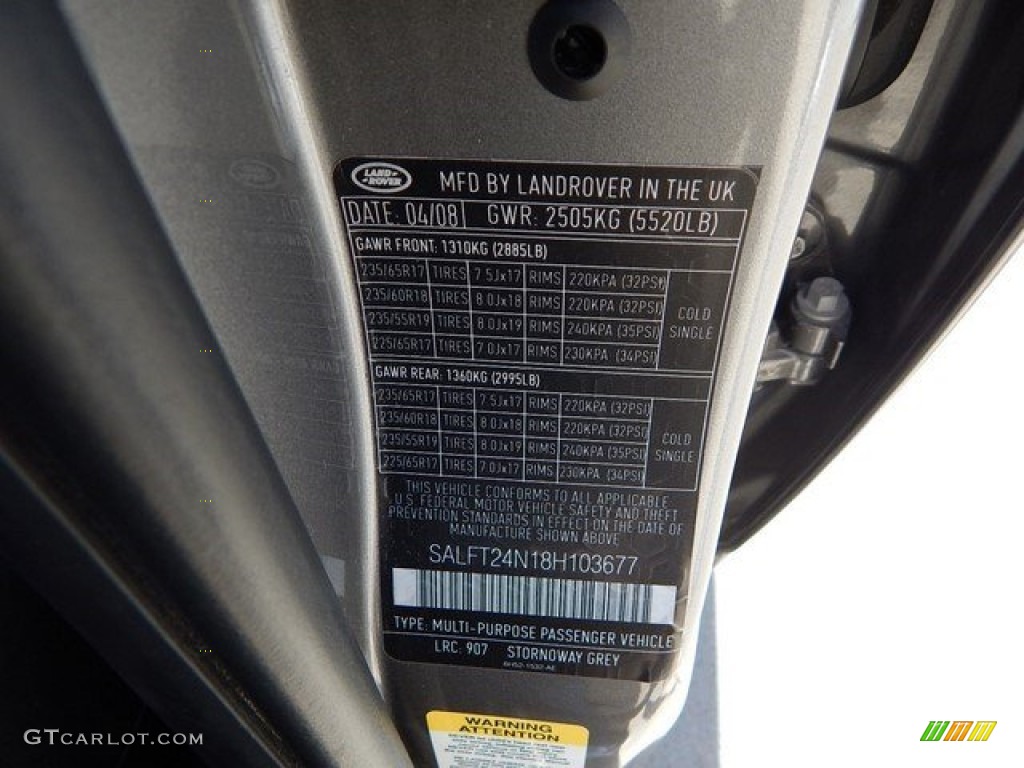 LAND ROVER
MFD BY LANDROVER IN THE UK
DATE: 04/08 GWR: 2505KG (5520LB)
GAWR FRONT: 1310KG (2885LB)
235/65R17 TIRES 7.5Jx17 RIMS 220KPA (32PSI)
235/60R18 TIRES 8.0Jx18 RIMS 220KPA (32PSI)
235/55R19 TIRES 8.0Jx19 RIMS 240KPA (35PSI)
225/65R17 TIRES 7.0Jx17 RIMS 230KPA (34PSI)
COLD
SINGLE
GAWR REAR: 1360KG (2995LB)
235/65R17 TIRES 7.5Jx17 RIMS 220KPA (32PSI)
235/60R18 TIRES 8.0Jx18 RIMS 220KPA (32PSI)
235/55R19 TIRES 8.0Jx19 RIMS 240KPA (35PSI)
225/65R17 TIRES 7.0Jx17 RIMS 230KPA (34PSI)
COLD
SINGLE
THIS VEHICLE CONFORMS TO ALL APPLICABLE
U.S. FEDERAL MOTOR VEHICLE SAFETY AND THEFT
PREVENTION STANDARDS IN EFFECT ON THE DATE OF
MANUFACTURE SHOWN ABOVE
SALFT24N18H103677
TYPE: MULTI-PURPOSE PASSENGER VEHICLE
LRC: 907 STORNOWAY GREY
6H52-1532-AE
WARNING
ATTENTION
GTCARLOT.COM